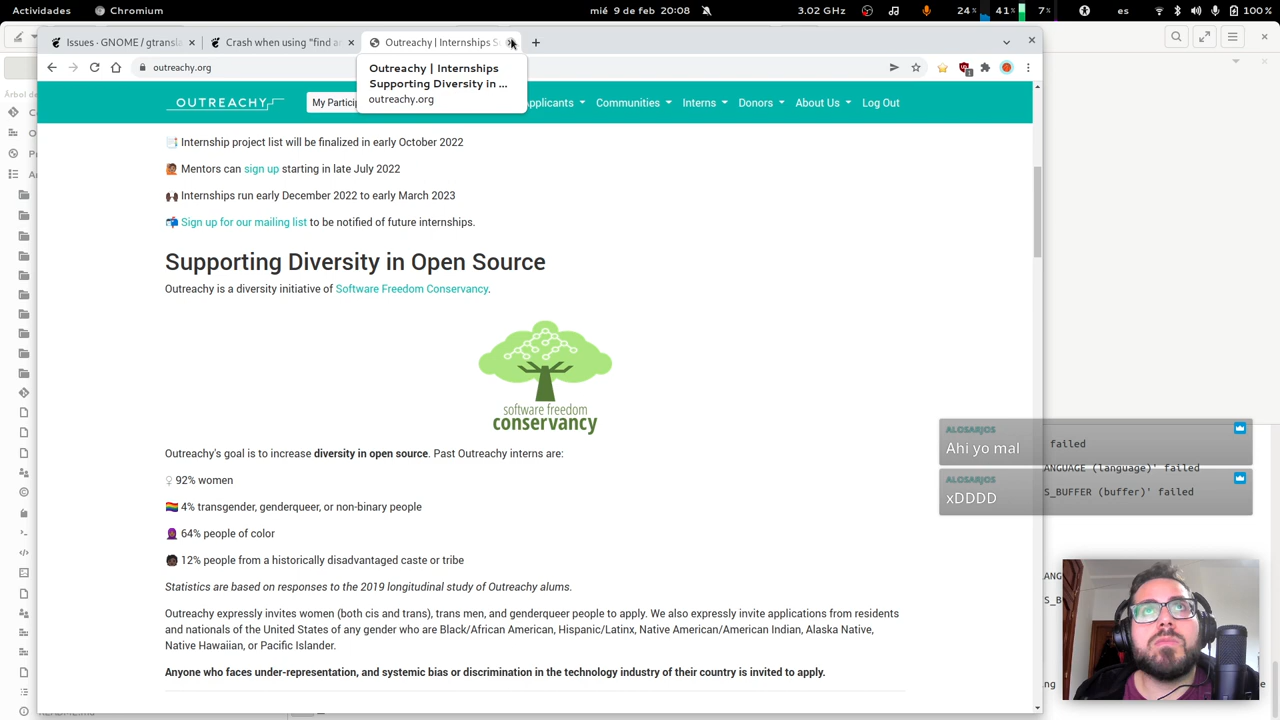 Actividades
Chromium
mié 9 de feb 20:08
3.02 GHz
24%
16%
es
100 %
Issues · GNOME / gtransla
Crash when using "find ar
Outreachy | Internships S
outreachy.org
Outreachy | Internships
Supporting Diversity in ...
outreachy.org
OUTREACHY
My Particip
Applicants
Communities
Interns
Donors
About Us
Log Out
Árbol de
Internship project list will be finalized in early October 2022
Mentors can sign up starting in late July 2022
Internships run early December 2022 to early March 2023
Sign up for our mailing list to be notified of future internships.
Supporting Diversity in Open Source
Outreachy is a diversity initiative of Software Freedom Conservancy.
software freedom
conservancy
Outreachy's goal is to increase diversity in open source. Past Outreachy interns are:
92% women
4% transgender, genderqueer, or non-binary people
64% people of color
12% people from a historically disadvantaged caste or tribe
Statistics are based on responses to the 2019 longitudinal study of Outreachy alums.
Outreachy expressly invites women (both cis and trans), trans men, and genderqueer people to apply. We also expressly invite applications from residents
and nationals of the United States of any gender who are Black/African American, Hispanic/Latinx, Native American/American Indian, Alaska Native,
Native Hawaiian, or Pacific Islander.
Anyone who faces under-representation, and systemic bias or discrimination in the technology industry of their country is invited to apply.
ALOSARJOS
Ahi yo mal
failed
ANGUAGE (language)' failed
ALOSARJOS
xDDDD
S_BUFFER (buffer)' failed
ANG
S_B
ng
README.md